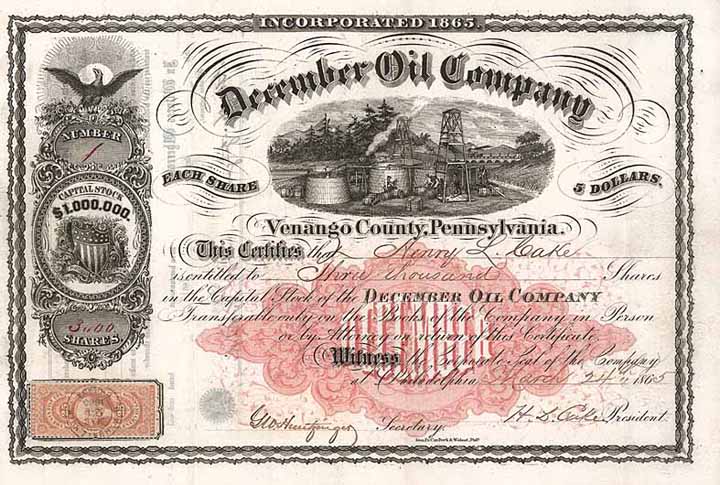 INCORPORATED 1865.
December Oil Company
NUMBER
1
CAPITAL STOCK
$1,000,000.
EACH SHARE
5 DOLLARS.
Venango County, Pennsylvania.
This Certifies that Henry L. Cake
is entitled to Three thousand Shares
in the Capital Stock of the DECEMBER OIL COMPANY
Transferable only on the Books of the Company in Person
or by Attorney on return of this Certificate
3000
SHARES
Witness the Corporate Seal of the Company
at Philadelphia March 24 1865
Secretary.
H. L. Cake President.